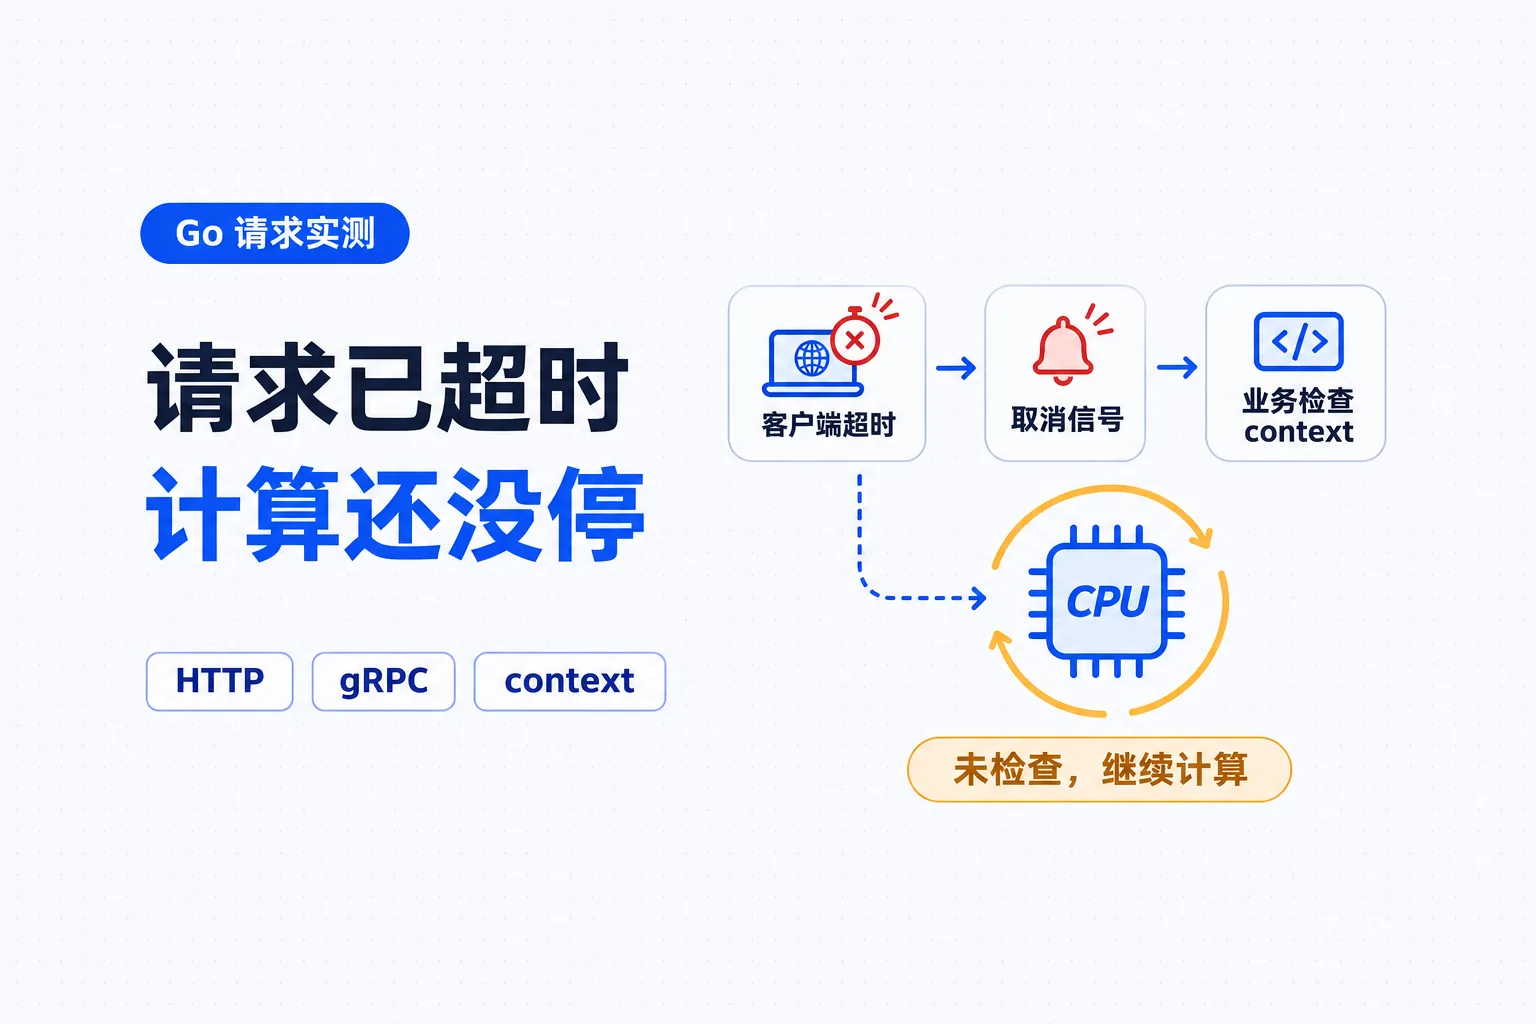 Go 请求实测
请求已超时
计算还没停
HTTP
gRPC
context
客户端超时
取消信号
</>
业务检查
context
CPU
未检查，继续计算